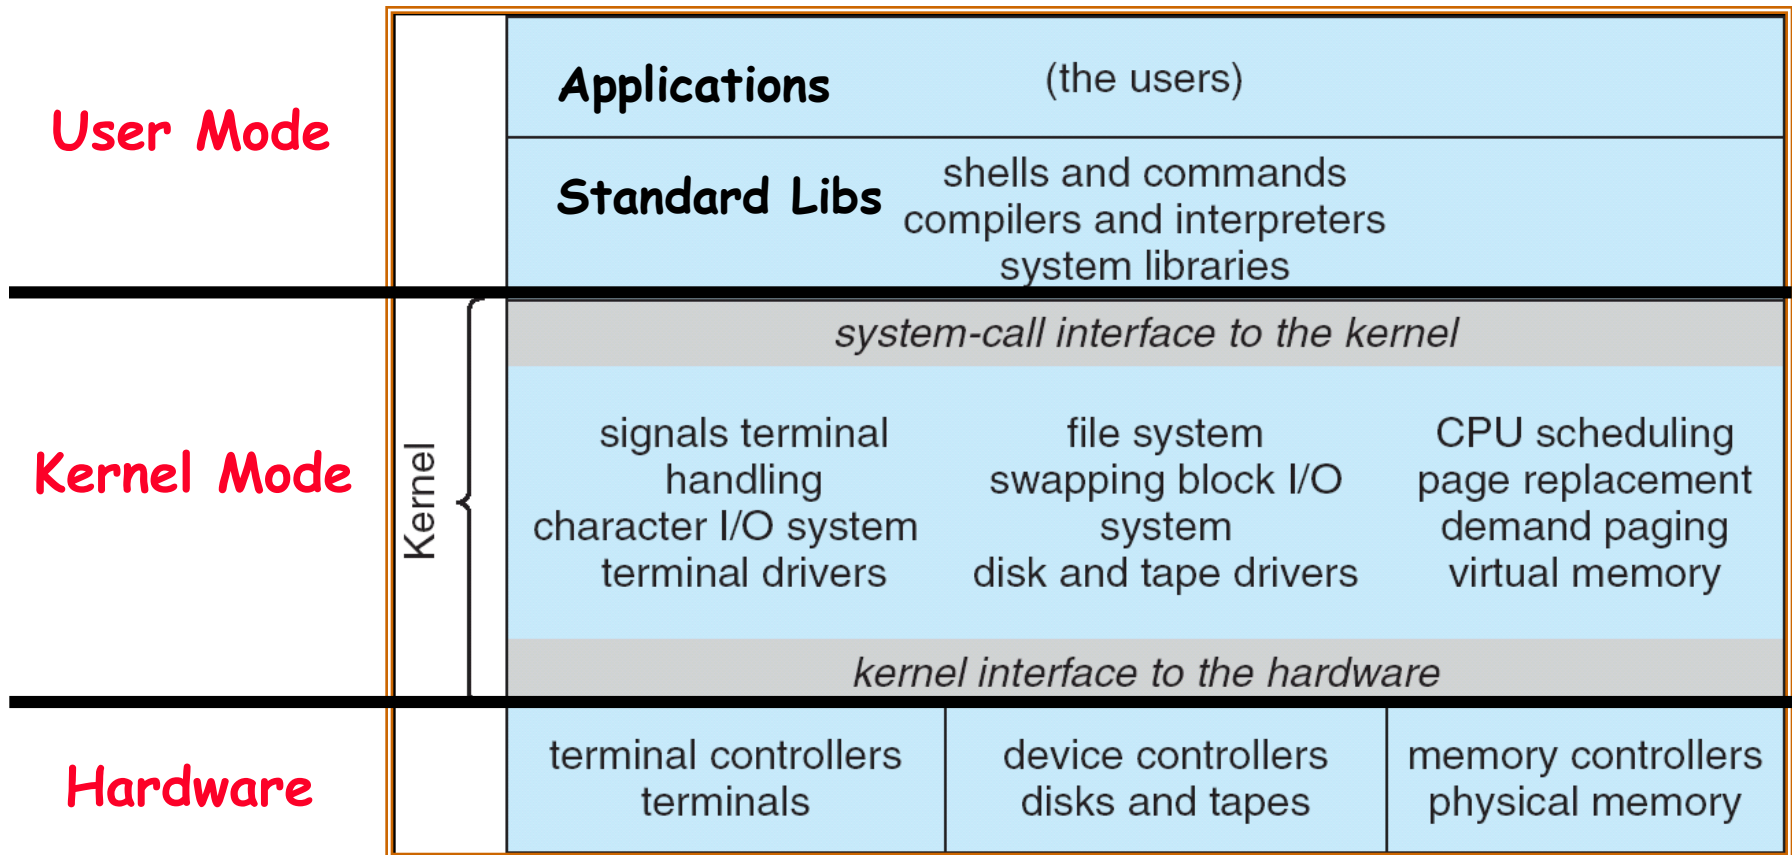 User Mode
Applications
(the users)
Standard Libs
shells and commands
compilers and interpreters
system libraries
Kernel Mode
Kernel
system-call interface to the kernel
signals terminal
handling
character I/O system
terminal drivers
file system
swapping block I/O
system
disk and tape drivers
CPU scheduling
page replacement
demand paging
virtual memory
kernel interface to the hardware
Hardware
terminal controllers
terminals
device controllers
disks and tapes
memory controllers
physical memory